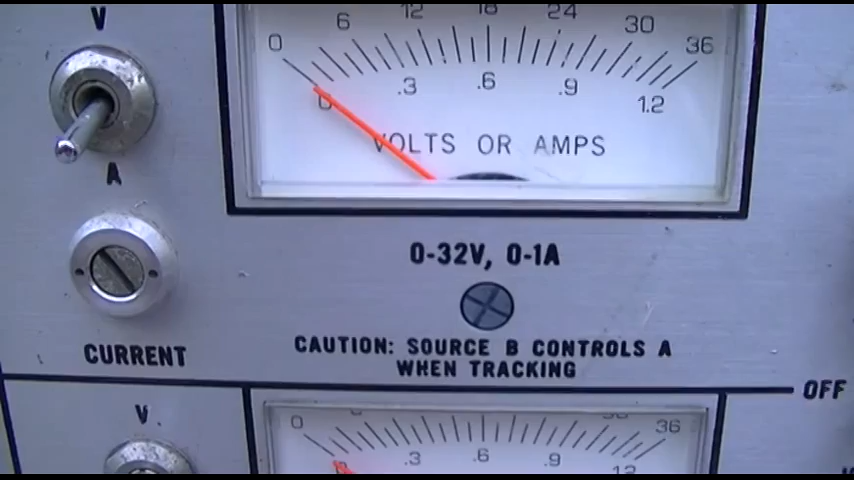 V
0 6 12 18 24 30 36
0 .3 .6 .9 1.2
VOLTS OR AMPS
A
0-32V, 0-1A
CURRENT
CAUTION: SOURCE B CONTROLS A
WHEN TRACKING
OFF
V
0 36
0 .3 .6 .9 1.2